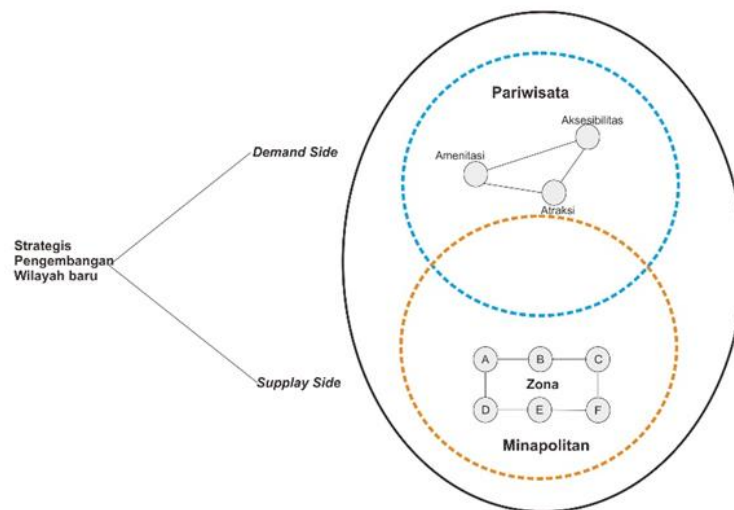 Pariwisata
Aksesibilitas
Demand Side
Amenitasi
Atraksi
Strategis
Pengembangan
Wilayah baru
A
B
C
Zona
Supplay Side
D
E
F
Minapolitan